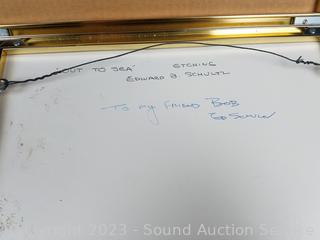 'OUT TO SEA' ETCHING
EDWARD J. SCHULTZ
TO MY FRIEND BOB
ED SCHULTZ
Copyright 2023 - Sound Auction Service